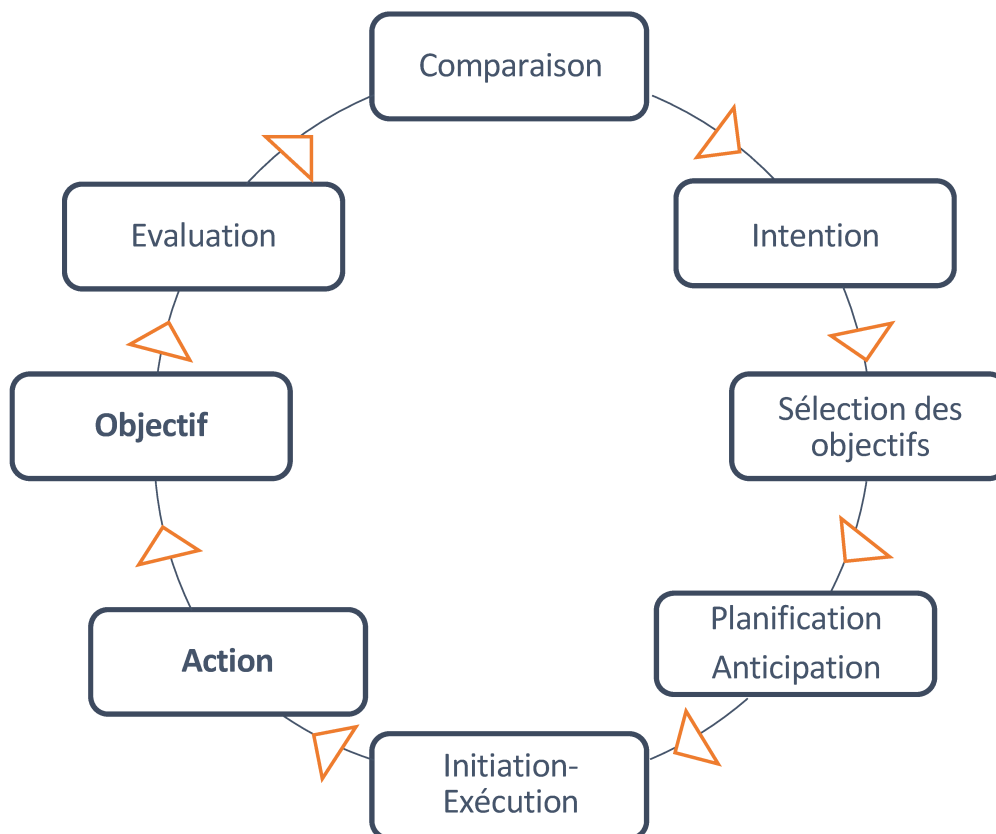 Comparaison
Intention
Sélection des
objectifs
Planification
Anticipation
Initiation-
Exécution
Action
Objectif
Evaluation